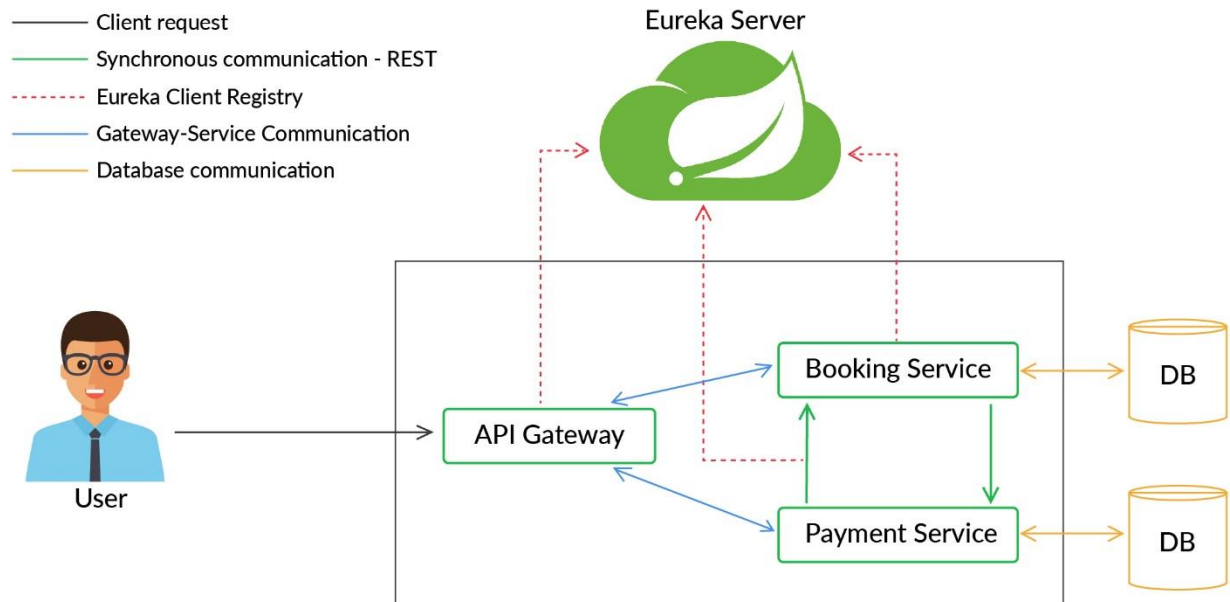 Client request
Synchronous communication - REST
Eureka Client Registry
Gateway-Service Communication
Database communication
Eureka Server
User
API Gateway
Booking Service
Payment Service
DB
DB